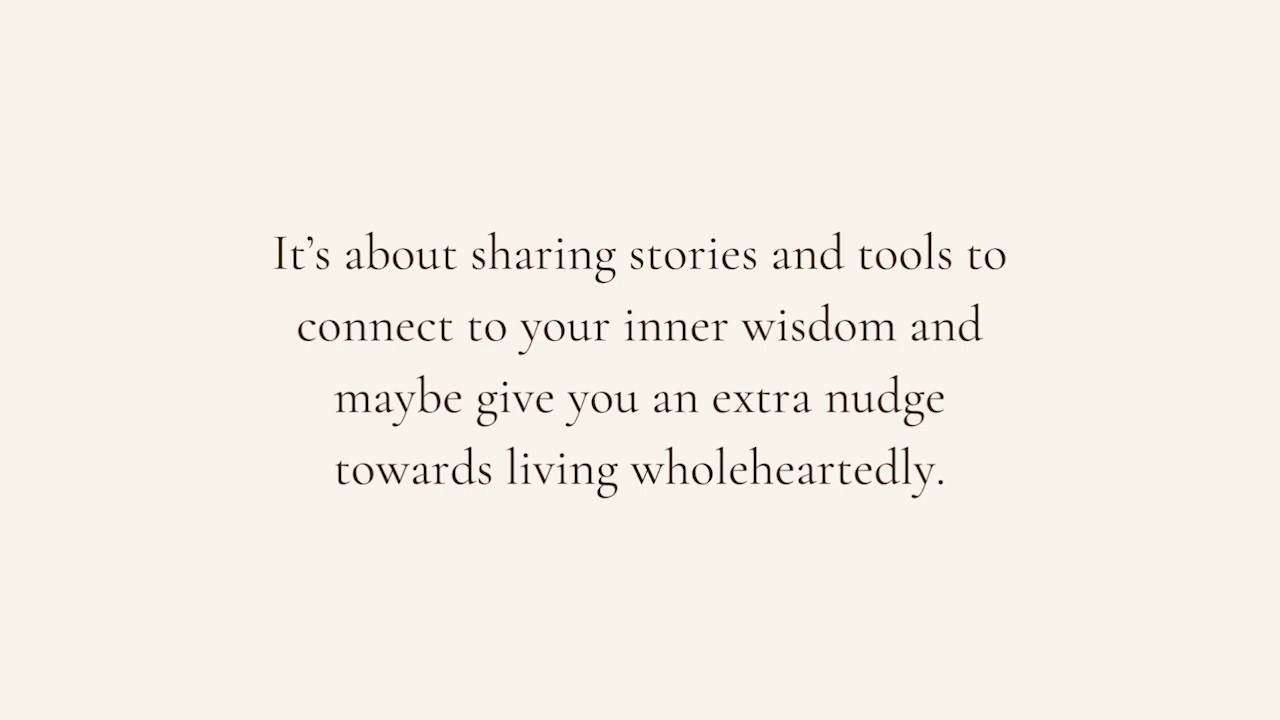 It’s about sharing stories and tools to
connect to your inner wisdom and
maybe give you an extra nudge
towards living wholeheartedly.